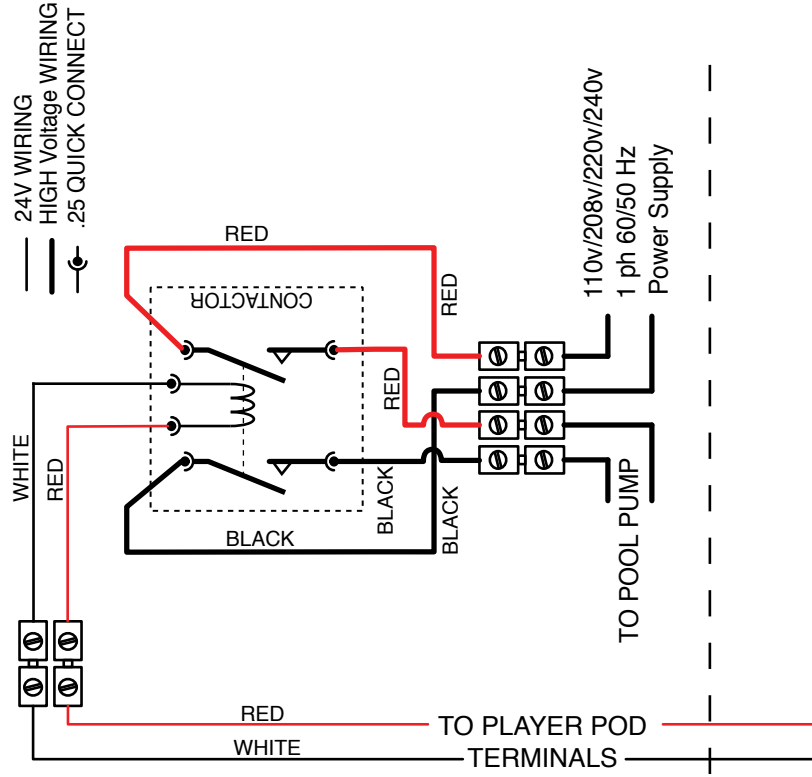 24V WIRING
HIGH Voltage WIRING
.25 QUICK CONNECT
RED
CONTACTOR
RED
110v/208v/220v/240v
1 ph 60/50 Hz
Power Supply
RED
WHITE
RED
BLACK
BLACK
BLACK
TO POOL PUMP
RED
TO PLAYER POD
WHITE
TERMINALS